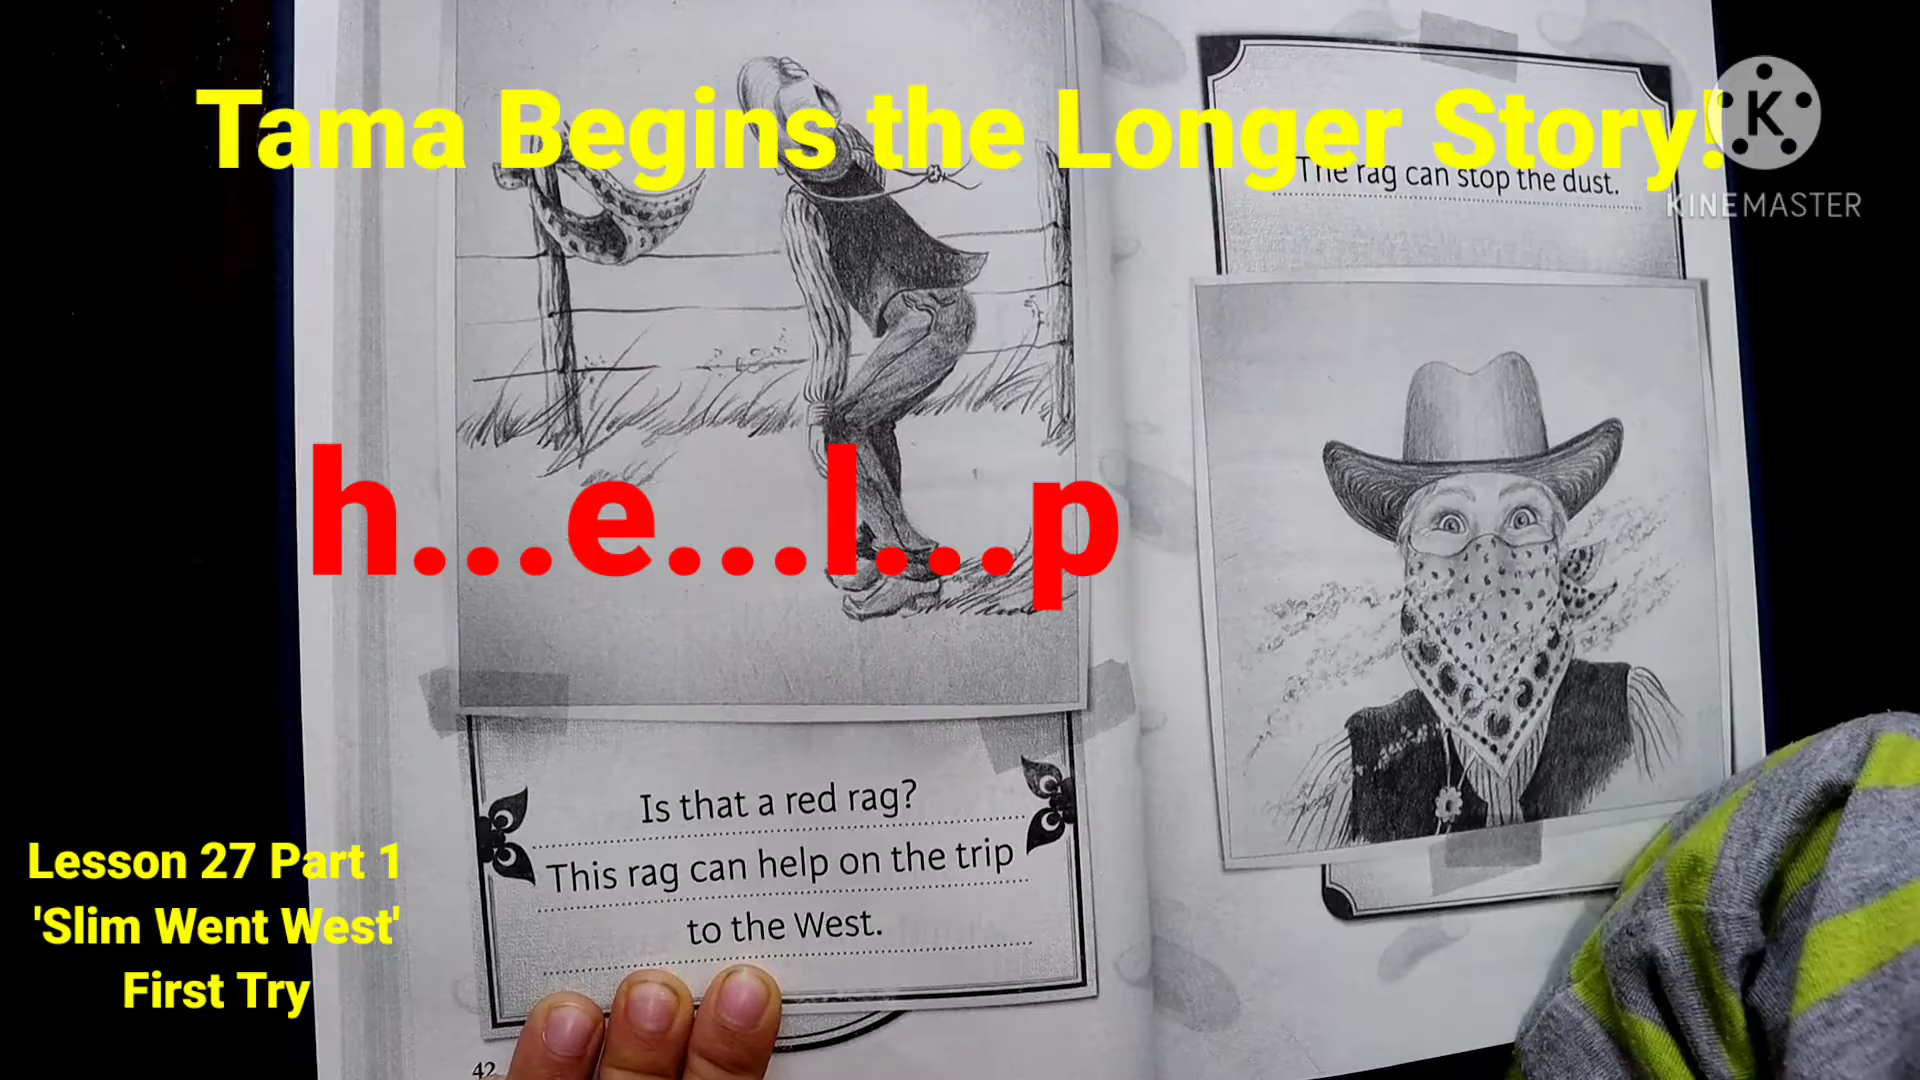 Tama Begins the Longer Story!
K
KINEMASTER
The rag can stop the dust.
h...e...l...p
Is that a red rag?
This rag can help on the trip
to the West.
Lesson 27 Part 1
'Slim Went West'
First Try
42